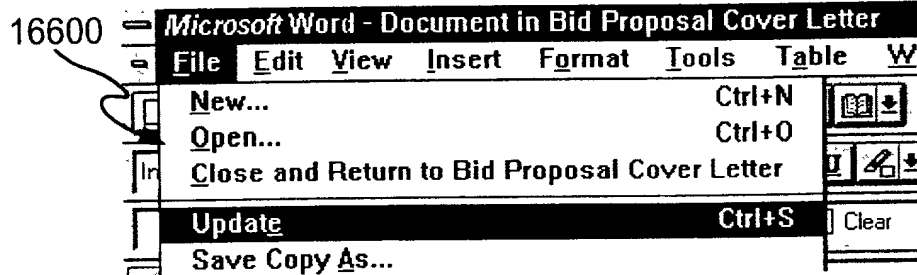 16600
Microsoft Word - Document in Bid Proposal Cover Letter
File Edit View Insert Format Tools Table W
New... Ctrl+N
Open... Ctrl+O
Close and Return to Bid Proposal Cover Letter
In U
Update Ctrl+S
Clear
Save Copy As...